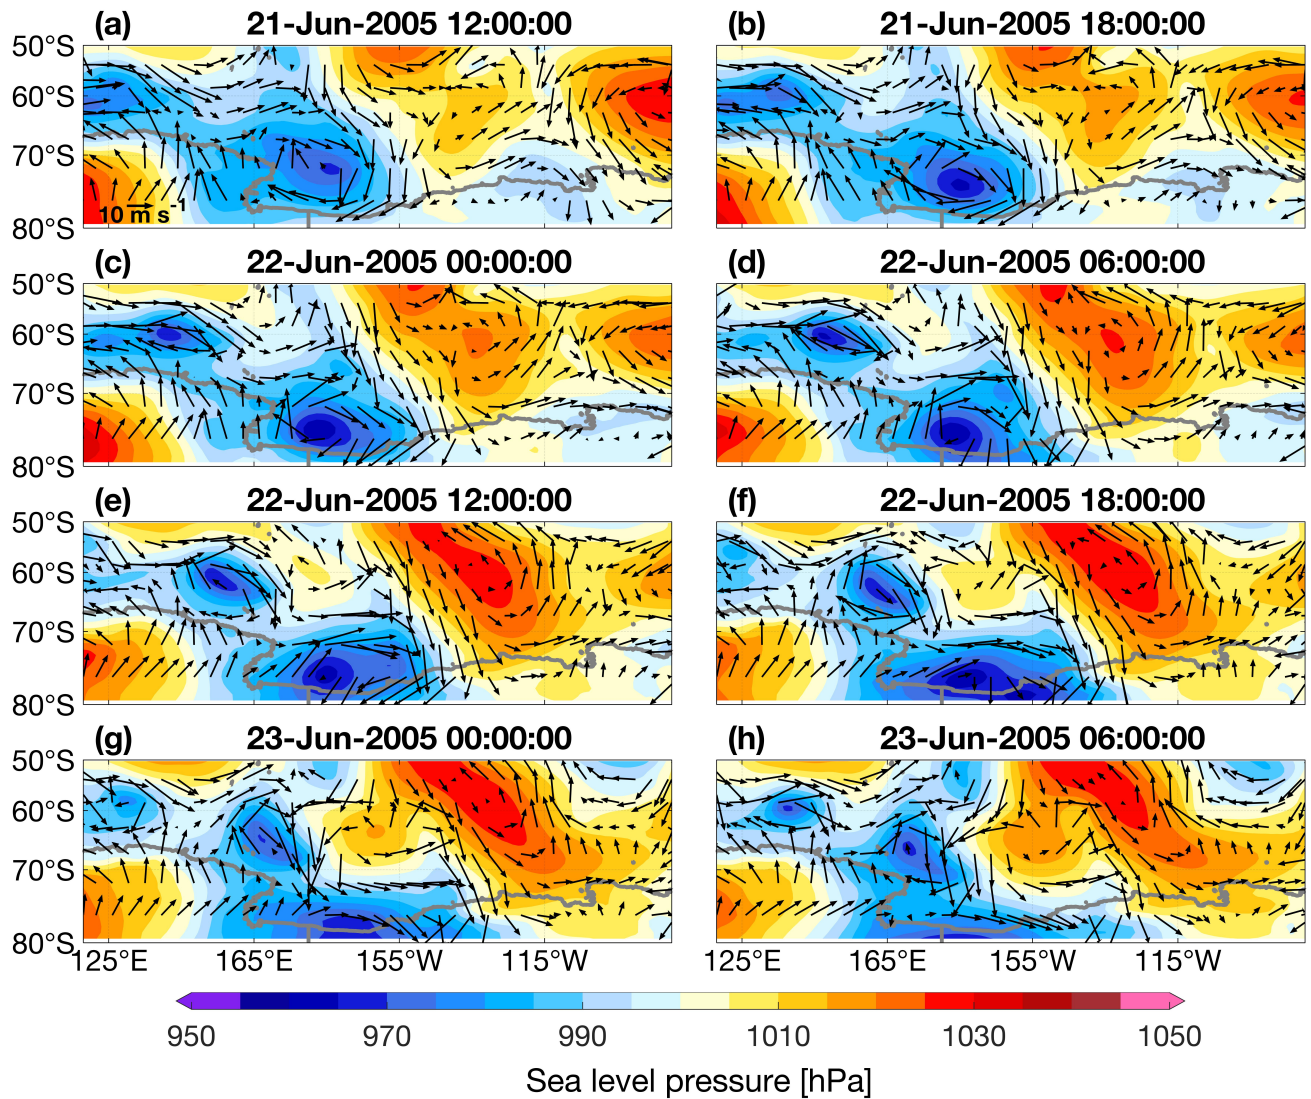 (a) 21-Jun-2005 12:00:00 (b) 21-Jun-2005 18:00:00
50°S
60°S
70°S
10 m s⁻¹
80°S
(c) 22-Jun-2005 00:00:00 (d) 22-Jun-2005 06:00:00
50°S
60°S
70°S
80°S
(e) 22-Jun-2005 12:00:00 (f) 22-Jun-2005 18:00:00
50°S
60°S
70°S
80°S
(g) 23-Jun-2005 00:00:00 (h) 23-Jun-2005 06:00:00
50°S
60°S
70°S
80°S
125°E 165°E 155°W 115°W 125°E 165°E 155°W 115°W
950 970 990 1010 1030 1050
Sea level pressure [hPa]